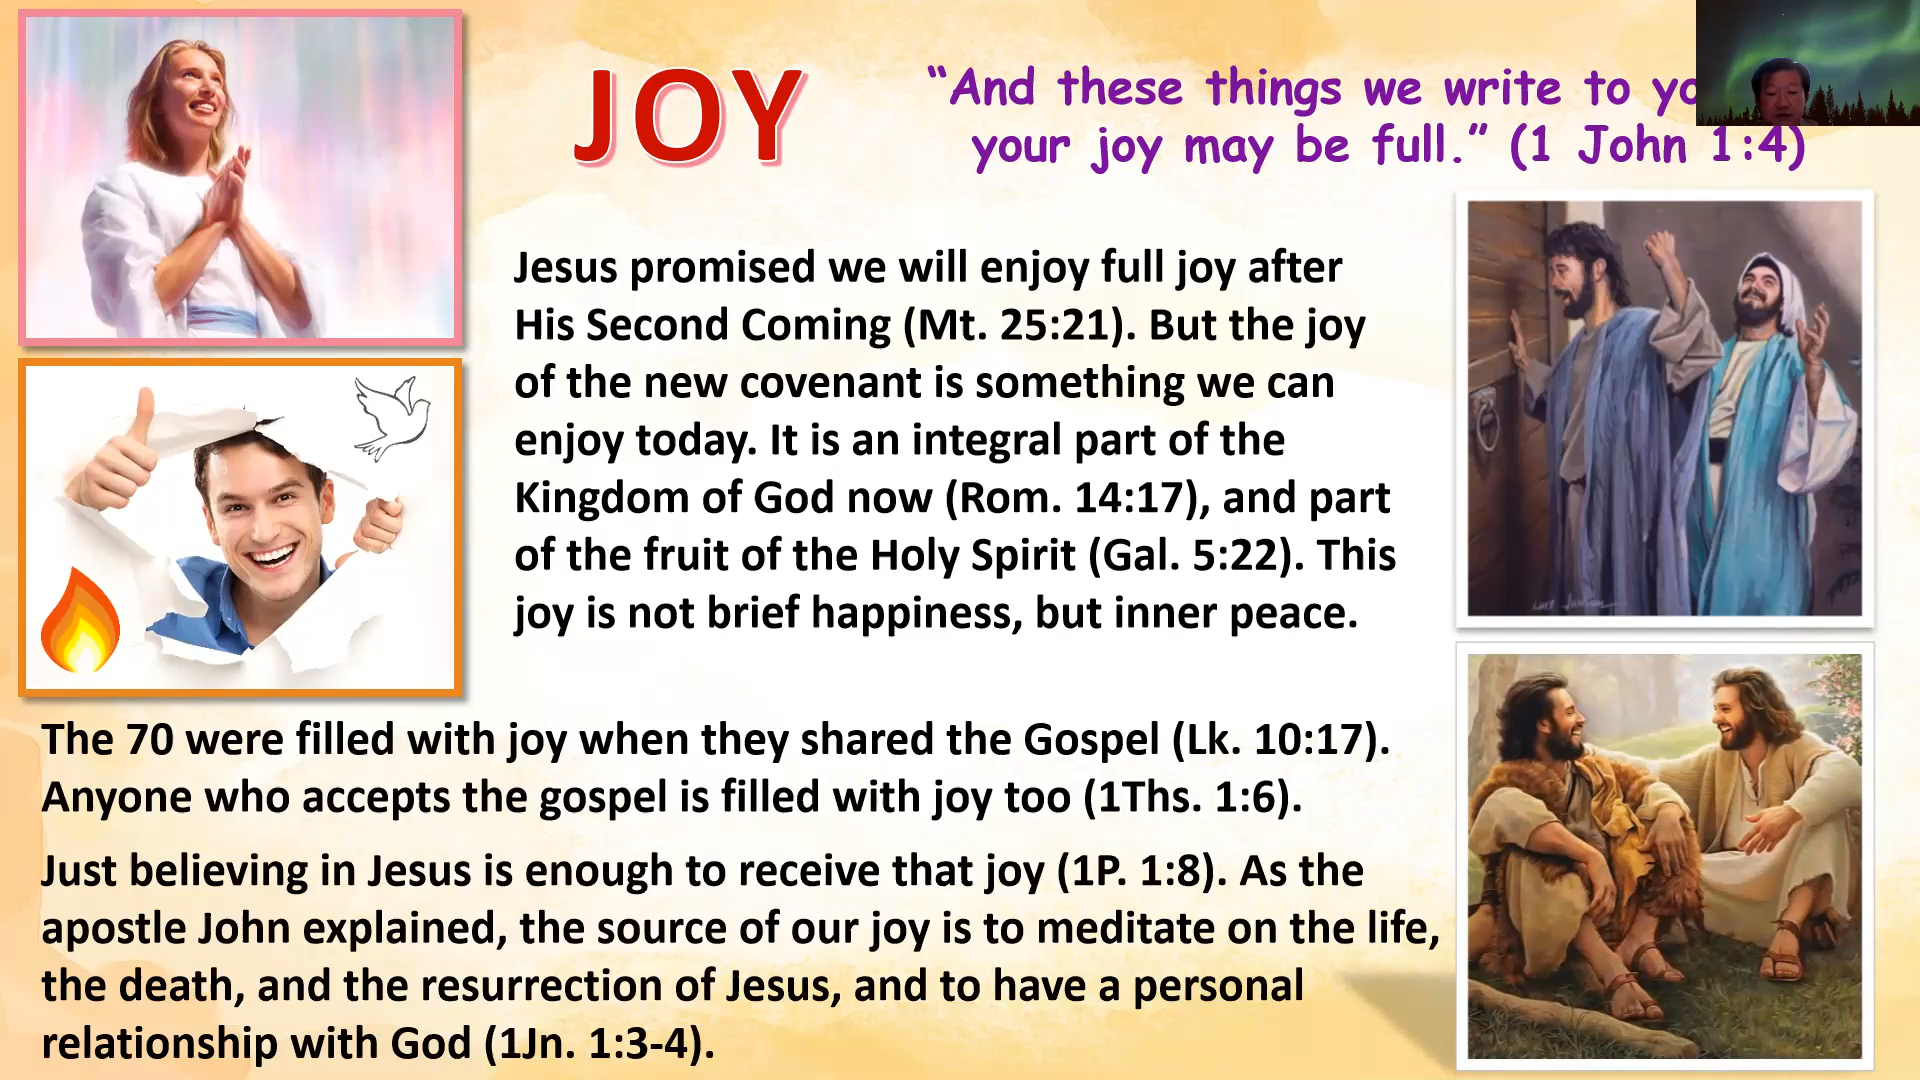 JOY
“And these things we write to
your joy may be full.” (1 John 1:4)
Jesus promised we will enjoy full joy after
His Second Coming (Mt. 25:21). But the joy
of the new covenant is something we can
enjoy today. It is an integral part of the
Kingdom of God now (Rom. 14:17), and part
of the fruit of the Holy Spirit (Gal. 5:22). This
joy is not brief happiness, but inner peace.
The 70 were filled with joy when they shared the Gospel (Lk. 10:17).
Anyone who accepts the gospel is filled with joy too (1Ths. 1:6).
Just believing in Jesus is enough to receive that joy (1P. 1:8). As the
apostle John explained, the source of our joy is to meditate on the life,
the death, and the resurrection of Jesus, and to have a personal
relationship with God (1Jn. 1:3-4).